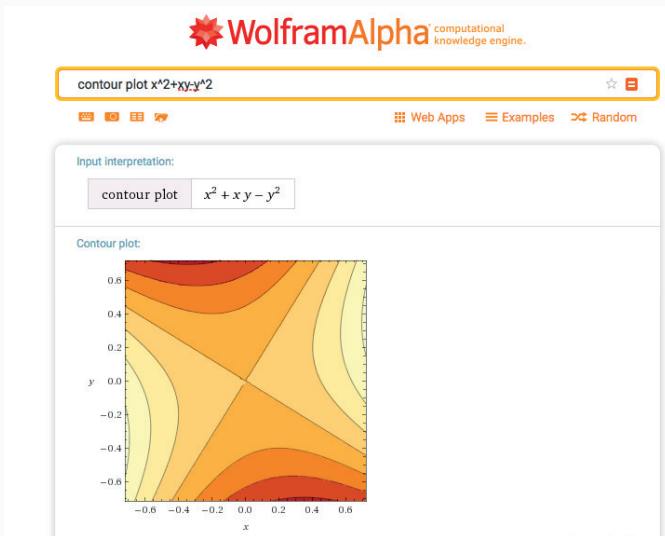 WolframAlpha computational knowledge engine.
contour plot x^2+xy-y^2
Web Apps Examples Random
Input interpretation:
contour plot x² + x y − y²
Contour plot:
0.6
0.4
0.2
y 0.0
−0.2
−0.4
−0.6
−0.6 −0.4 −0.2 0.0 0.2 0.4 0.6
x